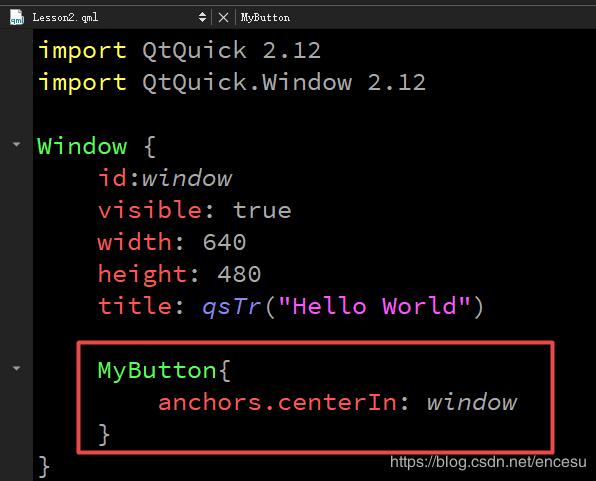 Lesson2.qml MyButton
import QtQuick 2.12
import QtQuick.Window 2.12
Window {
id:window
visible: true
width: 640
height: 480
title: qsTr("Hello World")
MyButton{
anchors.centerIn: window
}
}
https://blog.csdn.net/encesu